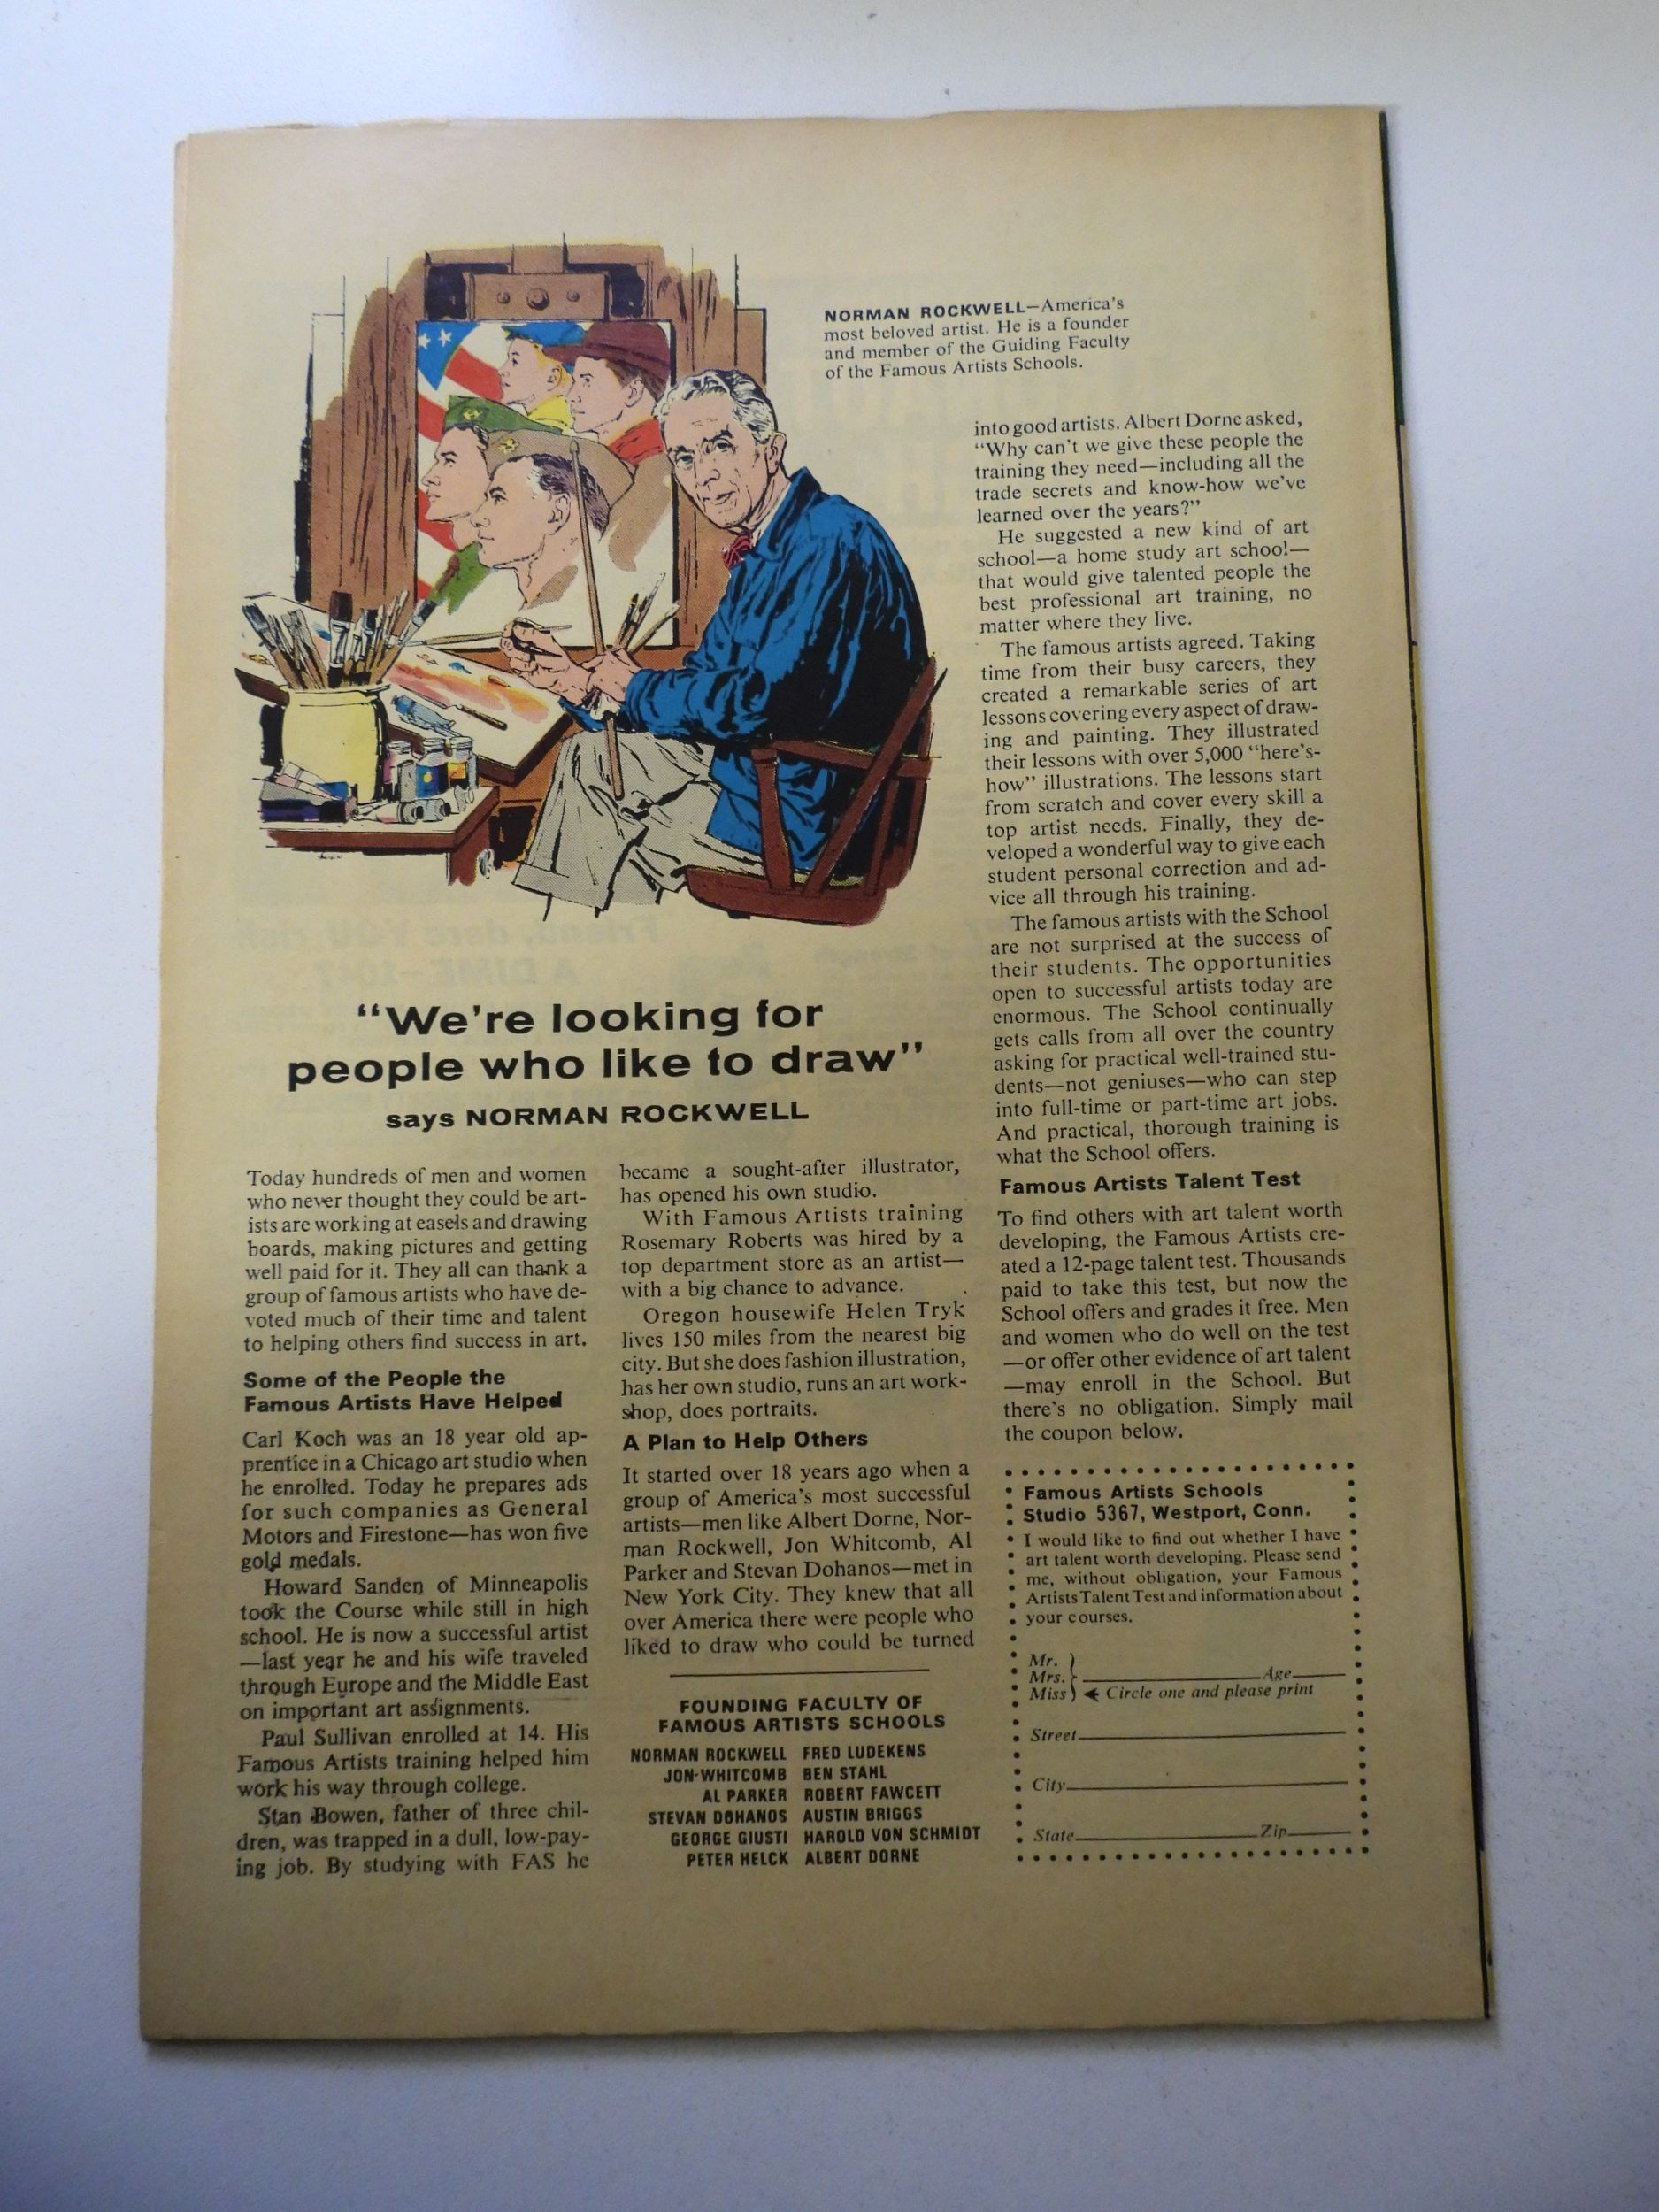 NORMAN ROCKWELL—America's
most beloved artist. He is a founder
and member of the Guiding Faculty
of the Famous Artists Schools.
"We're looking for
people who like to draw"
says NORMAN ROCKWELL
Today hundreds of men and women
who never thought they could be art-
ists are working at easels and drawing
boards, making pictures and getting
well paid for it. They all can thank a
group of famous artists who have de-
voted much of their time and talent
to helping others find success in art.
Some of the People the
Famous Artists Have Helped
Carl Koch was an 18 year old ap-
prentice in a Chicago art studio when
he enrolled. Today he prepares ads
for such companies as General
Motors and Firestone—has won five
gold medals.
Howard Sanden of Minneapolis
took the Course while still in high
school. He is now a successful artist
—last year he and his wife traveled
through Europe and the Middle East
on important art assignments.
Paul Sullivan enrolled at 14. His
Famous Artists training helped him
work his way through college.
Stan Bowen, father of three chil-
dren, was trapped in a dull, low-pay-
ing job. By studying with FAS he
became a sought-after illustrator,
has opened his own studio.
With Famous Artists training
Rosemary Roberts was hired by a
top department store as an artist—
with a big chance to advance.
Oregon housewife Helen Tryk
lives 150 miles from the nearest big
city. But she does fashion illustration,
has her own studio, runs an art work-
shop, does portraits.
A Plan to Help Others
It started over 18 years ago when a
group of America's most successful
artists—men like Albert Dorne, Nor-
man Rockwell, Jon Whitcomb, Al
Parker and Stevan Dohanos—met in
New York City. They knew that all
over America there were people who
liked to draw who could be turned
into good artists. Albert Dorne asked,
"Why can't we give these people the
training they need—including all the
trade secrets and know-how we've
learned over the years?"
He suggested a new kind of art
school—a home study art school—
that would give talented people the
best professional art training, no
matter where they live.
The famous artists agreed. Taking
time from their busy careers, they
created a remarkable series of art
lessons covering every aspect of draw-
ing and painting. They illustrated
their lessons with over 5,000 "here's-
how" illustrations. The lessons start
from scratch and cover every skill a
top artist needs. Finally, they de-
veloped a wonderful way to give each
student personal correction and ad-
vice all through his training.
The famous artists with the School
are not surprised at the success of
their students. The opportunities
open to successful artists today are
enormous. The School continually
gets calls from all over the country
asking for practical well-trained stu-
dents—not geniuses—who can step
into full-time or part-time art jobs.
And practical, thorough training is
what the School offers.
Famous Artists Talent Test
To find others with art talent worth
developing, the Famous Artists cre-
ated a 12-page talent test. Thousands
paid to take this test, but now the
School offers and grades it free. Men
and women who do well on the test
—or offer other evidence of art talent
—may enroll in the School. But
there's no obligation. Simply mail
the coupon below.
FOUNDING FACULTY OF
FAMOUS ARTISTS SCHOOLS
NORMAN ROCKWELL FRED LUDEKENS
JON WHITCOMB BEN STAHL
AL PARKER ROBERT FAWCETT
STEVAN DOHANOS AUSTIN BRIGGS
GEORGE GIUSTI HAROLD VON SCHMIDT
PETER HELCK ALBERT DORNE
Famous Artists Schools
Studio 5367, Westport, Conn.
I would like to find out whether I have
art talent worth developing. Please send
me, without obligation, your Famous
Artists Talent Test and information about
your courses.
Mr.
Mrs. Age
Miss Circle one and please print
Street
City
State Zip